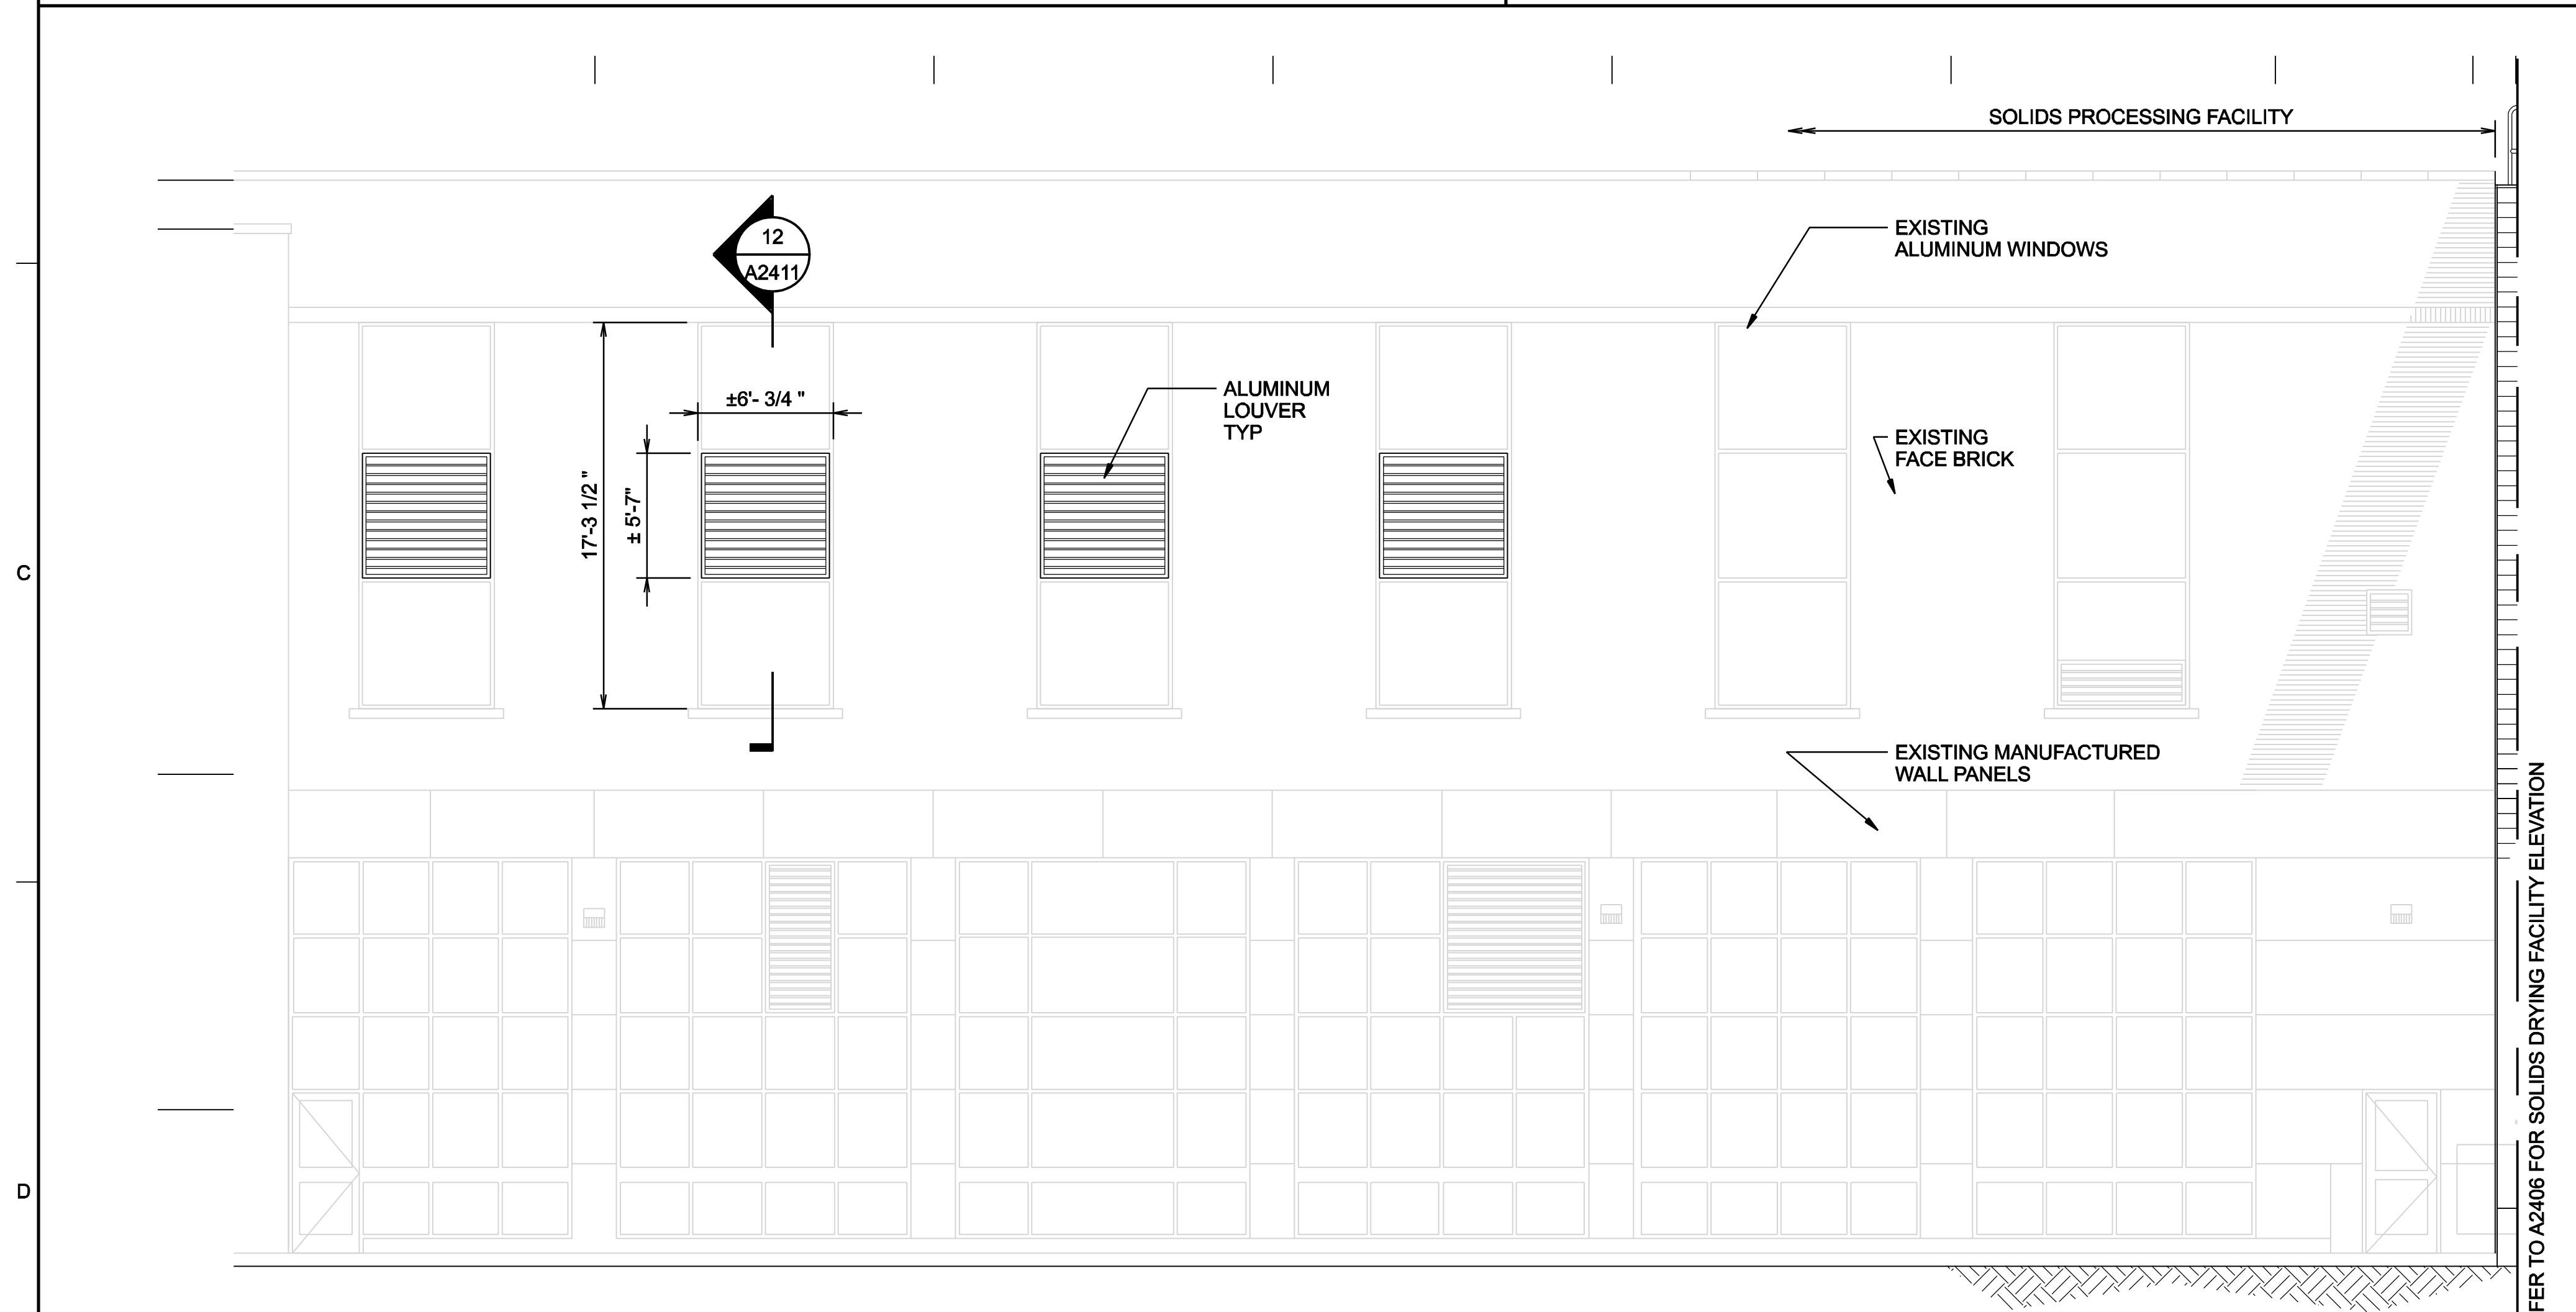 SOLIDS PROCESSING FACILITY
12
A2411
EXISTING
ALUMINUM WINDOWS
±6'- 3/4 "
ALUMINUM
LOUVER
TYP
EXISTING
FACE BRICK
17'-3 1/2 "
± 5'-7"
C
EXISTING MANUFACTURED
WALL PANELS
D
FER TO A2406 FOR SOLIDS DRYING FACILITY ELEVATION